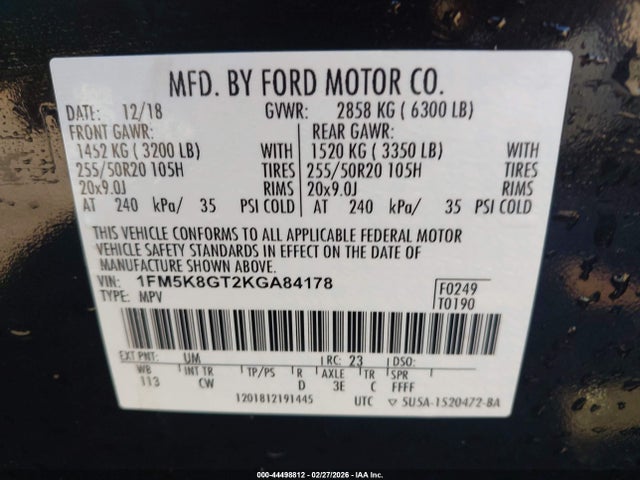 MFD. BY FORD MOTOR CO.
DATE: 12/18 GVWR: 2858 KG ( 6300 LB)
FRONT GAWR: REAR GAWR:
1452 KG ( 3200 LB) WITH 1520 KG ( 3350 LB) WITH
255/50R20 105H TIRES 255/50R20 105H TIRES
20x9.0J RIMS 20x9.0J RIMS
AT 240 kPa/ 35 PSI COLD AT 240 kPa/ 35 PSI COLD
THIS VEHICLE CONFORMS TO ALL APPLICABLE FEDERAL MOTOR
VEHICLE SAFETY STANDARDS IN EFFECT ON THE DATE OF
MANUFACTURE SHOWN ABOVE.
VIN: 1FM5K8GT2KGA84178 F0249
TYPE: MPV T0190
EXT PNT: UM RC: 23 DSO:
WB INT TR TP/PS R AXLE TR SPR
113 CW D 3E C FFFF
1201812191445 UTC ▽ 5USA-1520472-BA
000-44498812 - 02/27/2026 - IAA Inc.